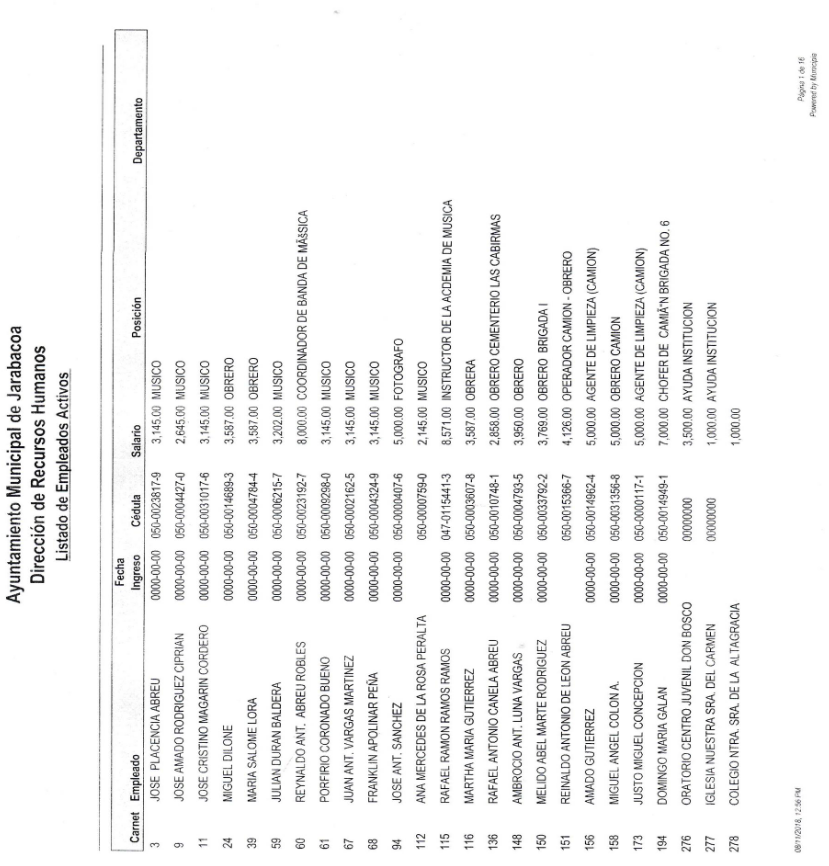 Ayuntamiento Municipal de Jarabacoa
Dirección de Recursos Humanos
Listado de Empleados Activos
Carnet Empleado Fecha Ingreso Cédula Salario Posición Departamento
3 JOSE PLACENCIA ABREU 0000-00-00 050-0023817-9 3,145.00 MUSICO
9 JOSE AMADO RODRIGUEZ CIPRIAN 0000-00-00 050-0004427-0 2,645.00 MUSICO
11 JOSE CRISTINO MAGARIN CORDERO 0000-00-00 050-0031017-6 3,145.00 MUSICO
24 MIGUEL DILONE 0000-00-00 050-0014689-3 3,587.00 OBRERO
39 MARIA SALOME LORA 0000-00-00 050-0004784-4 3,587.00 OBRERO
59 JULIAN DURAN BALDERA 0000-00-00 050-0006215-7 3,202.00 MUSICO
60 REYNALDO ANT. ABREU ROBLES 0000-00-00 050-0023192-7 8,000.00 COORDINADOR DE BANDA DE MÃšSICA
61 PORFIRIO CORONADO BUENO 0000-00-00 050-0009298-0 3,145.00 MUSICO
67 JUAN ANT. VARGAS MARTINEZ 0000-00-00 050-0002162-5 3,145.00 MUSICO
68 FRANKLIN APOLINAR PEÑA 0000-00-00 050-0004324-9 3,145.00 MUSICO
94 JOSE ANT. SANCHEZ 0000-00-00 050-0000407-6 5,000.00 FOTOGRAFO
112 ANA MERCEDES DE LA ROSA PERALTA 050-0000759-0 2,145.00 MUSICO
115 RAFAEL RAMON RAMOS RAMOS 0000-00-00 047-0115441-3 8,571.00 INSTRUCTOR DE LA ACDEMIA DE MUSICA
116 MARTHA MARIA GUTIERREZ 0000-00-00 050-0003607-8 3,587.00 OBRERA
136 RAFAEL ANTONIO CANELA ABREU 0000-00-00 050-0010748-1 2,858.00 OBRERO CEMENTERIO LAS CABIRMAS
148 AMBROCIO ANT. LUNA VARGAS 0000-00-00 050-0004793-5 3,950.00 OBRERO
150 MELIDO ABEL MARTE RODRIGUEZ 0000-00-00 050-0033792-2 3,769.00 OBRERO BRIGADA I
151 REINALDO ANTONIO DE LEON ABREU 050-0015366-7 4,126.00 OPERADOR CAMION - OBRERO
156 AMADO GUTIERREZ 0000-00-00 050-0014962-4 5,000.00 AGENTE DE LIMPIEZA (CAMION)
158 MIGUEL ANGEL COLON A. 0000-00-00 050-0031356-8 5,000.00 OBRERO CAMION
173 JUSTO MIGUEL CONCEPCION 0000-00-00 050-0000117-1 5,000.00 AGENTE DE LIMPIEZA (CAMION)
194 DOMINGO MARIA GALAN 0000-00-00 050-0014949-1 7,000.00 CHOFER DE CAMIÃ"N BRIGADA NO. 6
276 ORATORIO CENTRO JUVENIL DON BOSCO 00000000 3,500.00 AYUDA INSTITUCION
277 IGLESIA NUESTRA SRA. DEL CARMEN 00000000 1,000.00 AYUDA INSTITUCION
278 COLEGIO NTRA. SRA. DE LA ALTAGRACIA 1,000.00
08/11/2018, 12:56 PM
Página 1 de 16
Powered by Municipia